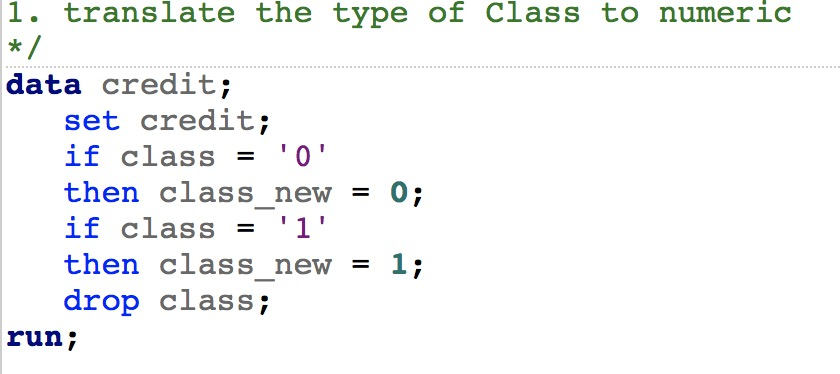 1. translate the type of Class to numeric
*/
data credit;
set credit;
if class = '0'
then class_new = 0;
if class = '1'
then class_new = 1;
drop class;
run;